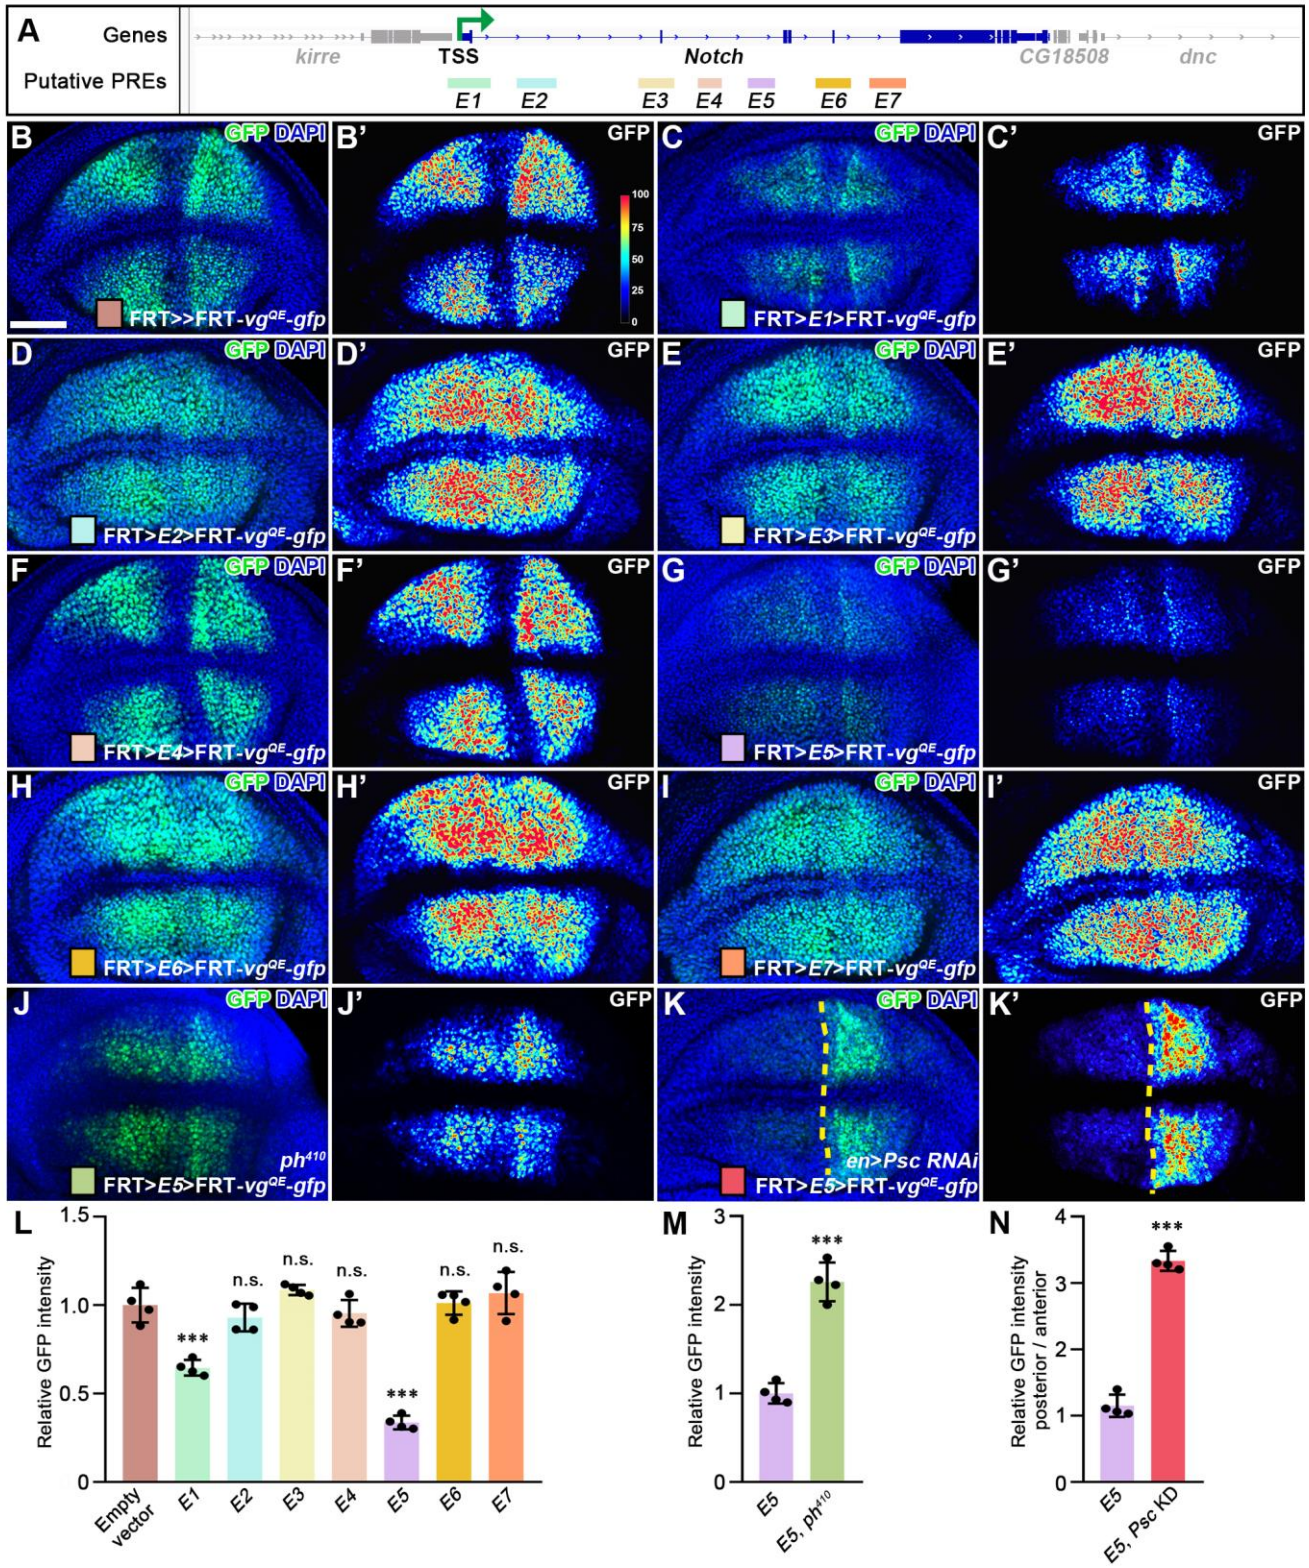 A
Genes
kirre
TSS
Notch
CG18508
dnc
Putative PREs
E1 E2 E3 E4 E5 E6 E7
B GFP DAPI
FRT>>FRT-vgQE-gfp
B’ GFP
100
75
50
25
0
C GFP DAPI
FRT>E1>FRT-vgQE-gfp
C’ GFP
D GFP DAPI
FRT>E2>FRT-vgQE-gfp
D’ GFP
E GFP DAPI
FRT>E3>FRT-vgQE-gfp
E’ GFP
F GFP DAPI
FRT>E4>FRT-vgQE-gfp
F’ GFP
G GFP DAPI
FRT>E5>FRT-vgQE-gfp
G’ GFP
H GFP DAPI
FRT>E6>FRT-vgQE-gfp
H’ GFP
I GFP DAPI
FRT>E7>FRT-vgQE-gfp
I’ GFP
J GFP DAPI
ph410
FRT>E5>FRT-vgQE-gfp
J’ GFP
K GFP DAPI
en>Psc RNAi
FRT>E5>FRT-vgQE-gfp
K’ GFP
L
Relative GFP intensity
1.5
1.0
0.5
0
*** n.s. n.s. n.s. *** n.s. n.s.
Empty
vector
E1 E2 E3 E4 E5 E6 E7
M
Relative GFP intensity
3
2
1
0
***
E5
E5, ph410
N
Relative GFP intensity
posterior / anterior
4
3
2
1
0
***
E5
E5, Psc KD